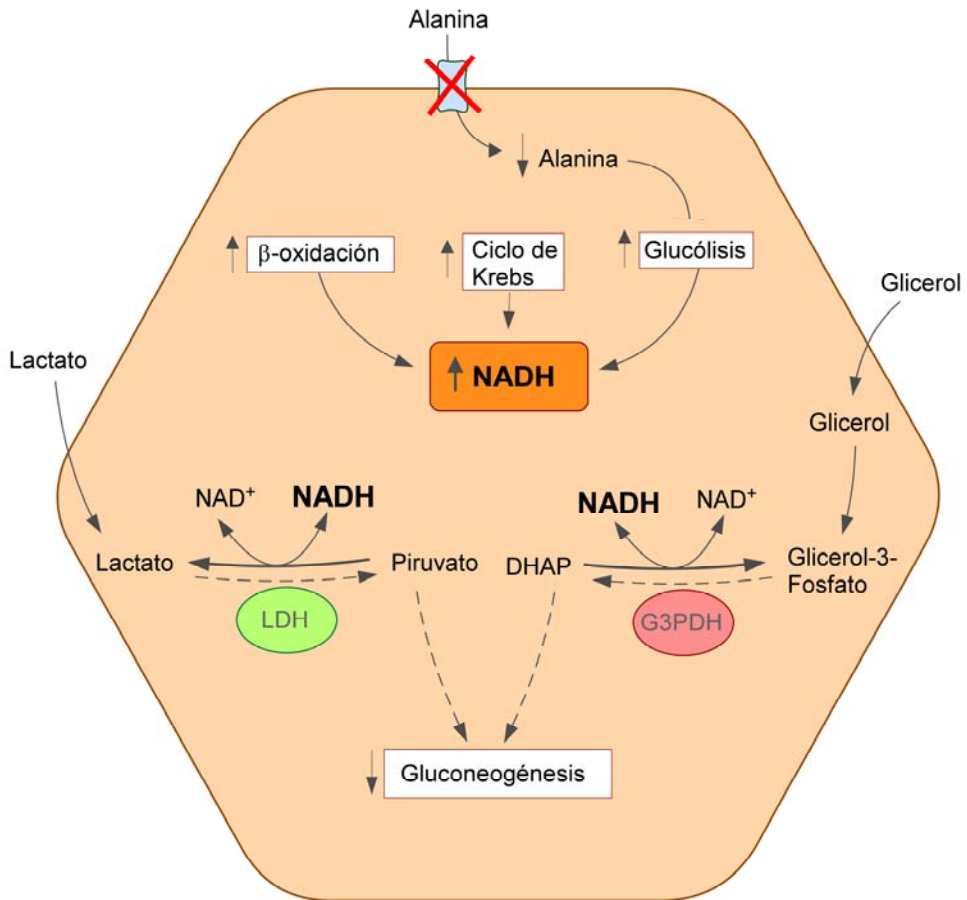 Alanina
Alanina
β-oxidación
Ciclo de
Krebs
Glucólisis
Glicerol
Lactato
NADH
Glicerol
NAD⁺
NADH
NADH
NAD⁺
Lactato
Piruvato
DHAP
Glicerol-3-
Fosfato
LDH
G3PDH
Gluconeogénesis